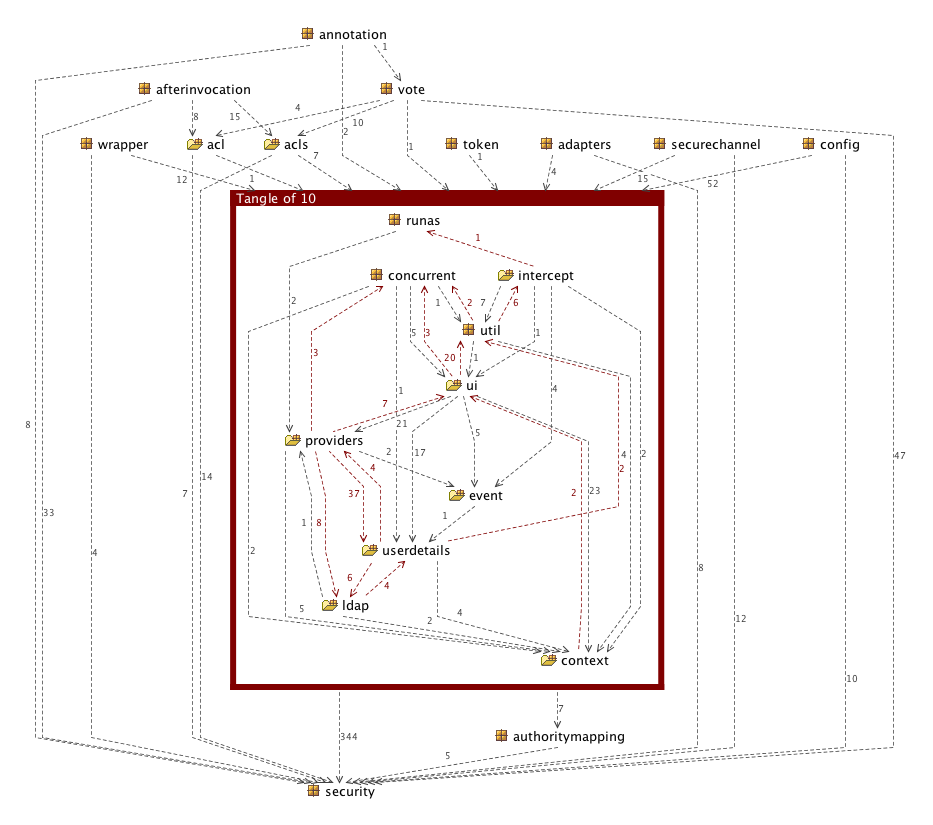 annotation
1
afterinvocation
vote
8
15
4
10
2
1
wrapper
acl
acls
token
adapters
securechannel
config
12
1
7
1
4
15
52
Tangle of 10
runas
1
concurrent
intercept
2
1
2
7
6
util
3
5
3
1
1
20
ui
1
7
21
4
8
providers
5
17
2
4
4
2
2
47
7
14
37
event
2
23
33
1
8
1
userdetails
4
2
6
8
4
ldap
5
2
4
12
context
10
7
344
authoritymapping
5
security